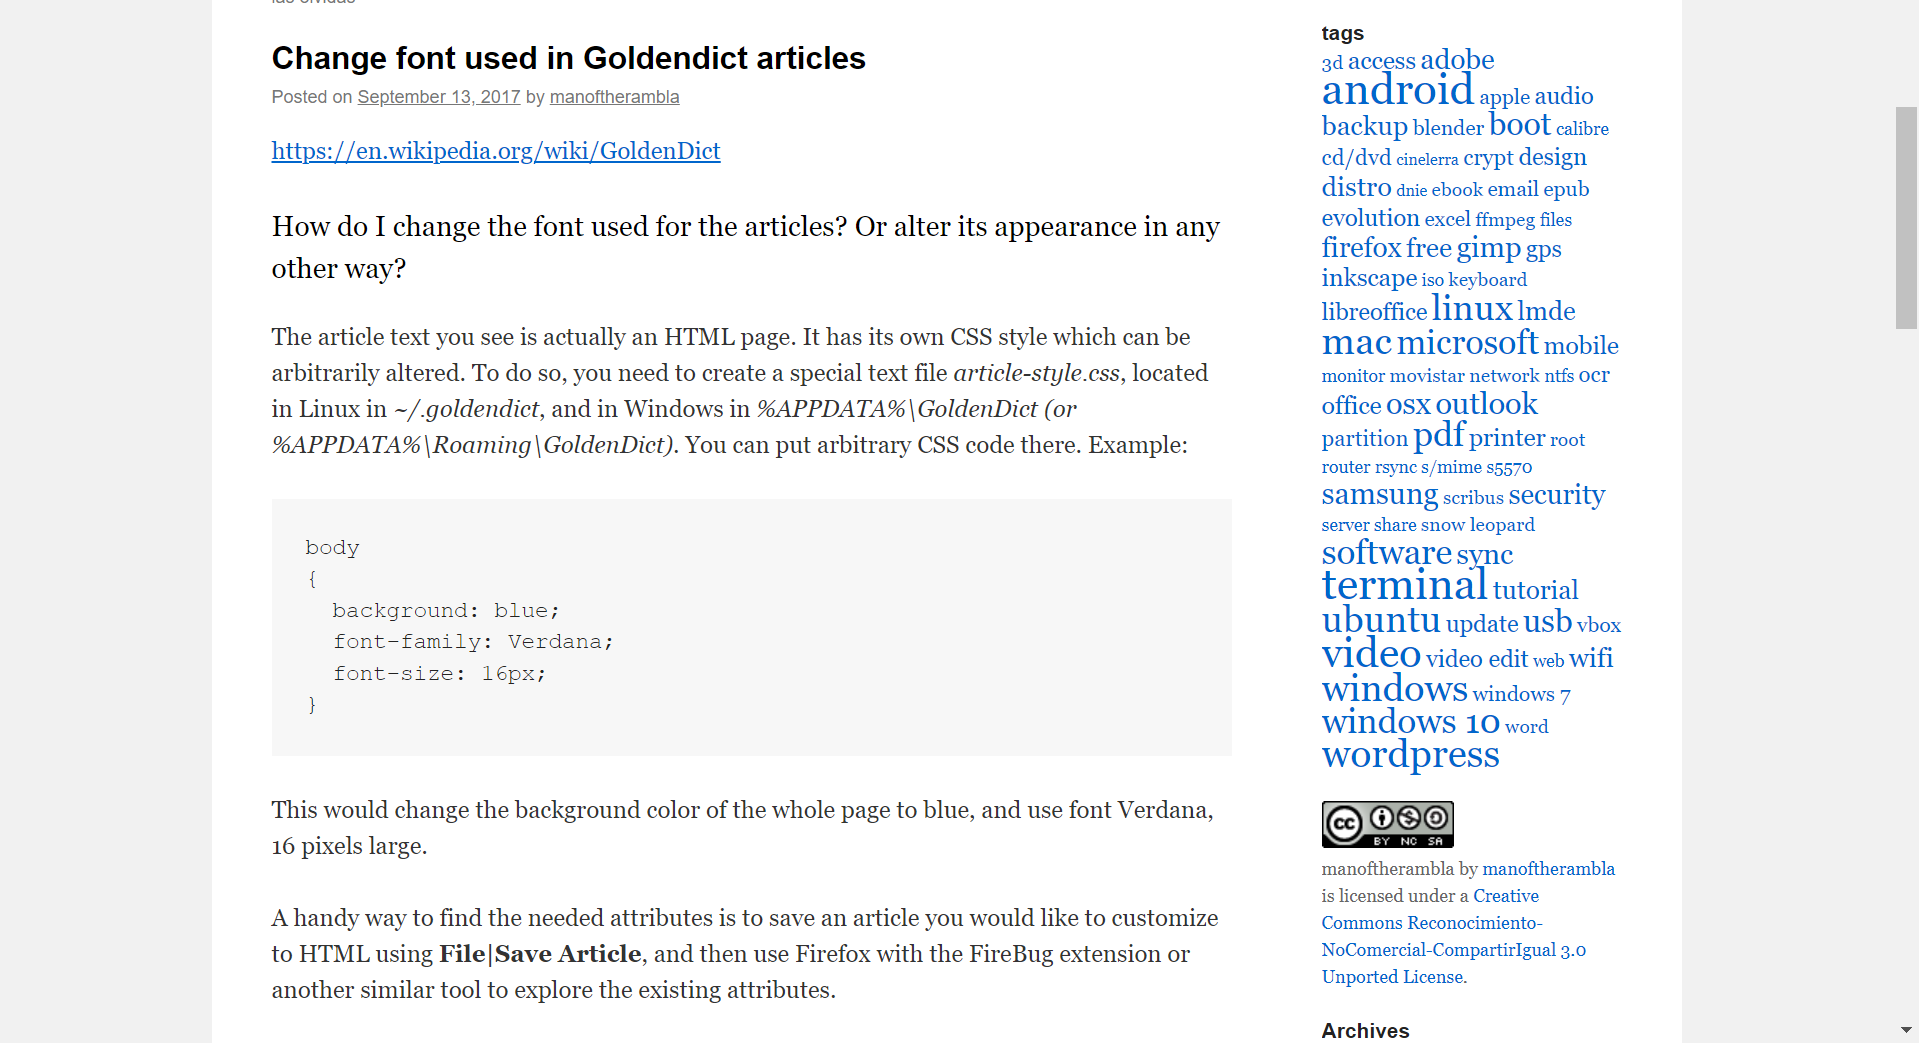 las olvidas
Change font used in Goldendict articles
Posted on September 13, 2017 by manoftherambla
https://en.wikipedia.org/wiki/GoldenDict
How do I change the font used for the articles? Or alter its appearance in any
other way?
The article text you see is actually an HTML page. It has its own CSS style which can be
arbitrarily altered. To do so, you need to create a special text file article-style.css, located
in Linux in ~/.goldendict, and in Windows in %APPDATA%\GoldenDict (or
%APPDATA%\Roaming\GoldenDict). You can put arbitrary CSS code there. Example:
body
{
  background: blue;
  font-family: Verdana;
  font-size: 16px;
}
This would change the background color of the whole page to blue, and use font Verdana,
16 pixels large.
A handy way to find the needed attributes is to save an article you would like to customize
to HTML using File|Save Article, and then use Firefox with the FireBug extension or
another similar tool to explore the existing attributes.
tags
3d access adobe
android apple audio
backup blender boot calibre
cd/dvd cinelerra crypt design
distro dnie ebook email epub
evolution excel ffmpeg files
firefox free gimp gps
inkscape iso keyboard
libreoffice linux lmde
mac microsoft mobile
monitor movistar network ntfs ocr
office osx outlook
partition pdf printer root
router rsync s/mime s5570
samsung scribus security
server share snow leopard
software sync
terminal tutorial
ubuntu update usb vbox
video video edit web wifi
windows windows 7
windows 10 word
wordpress
cc BY NC SA
manoftherambla by manoftherambla
is licensed under a Creative
Commons Reconocimiento-
NoComercial-CompartirIgual 3.0
Unported License.
Archives